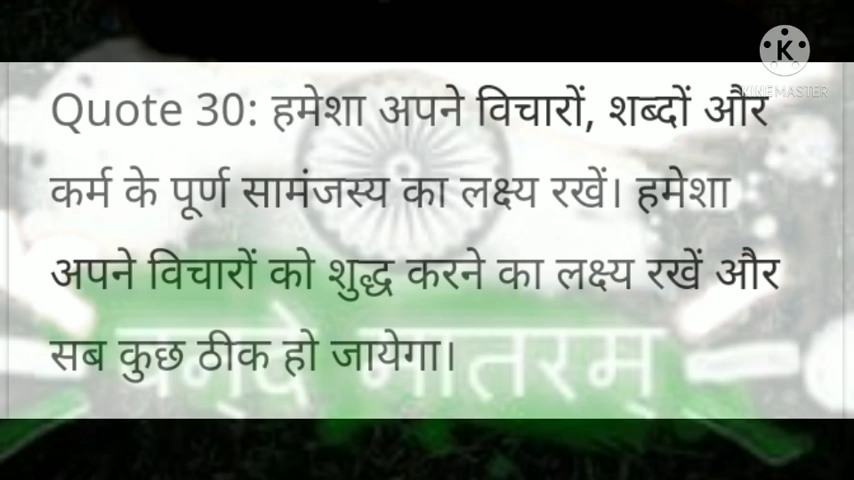 Quote 30: हमेशा अपने विचारों, शब्दों और
कर्म के पूर्ण सामंजस्य का लक्ष्य रखें। हमेशा
अपने विचारों को शुद्ध करने का लक्ष्य रखें और
सब कुछ ठीक हो जायेगा।
वन्दे मातरम्
K
KINEMASTER